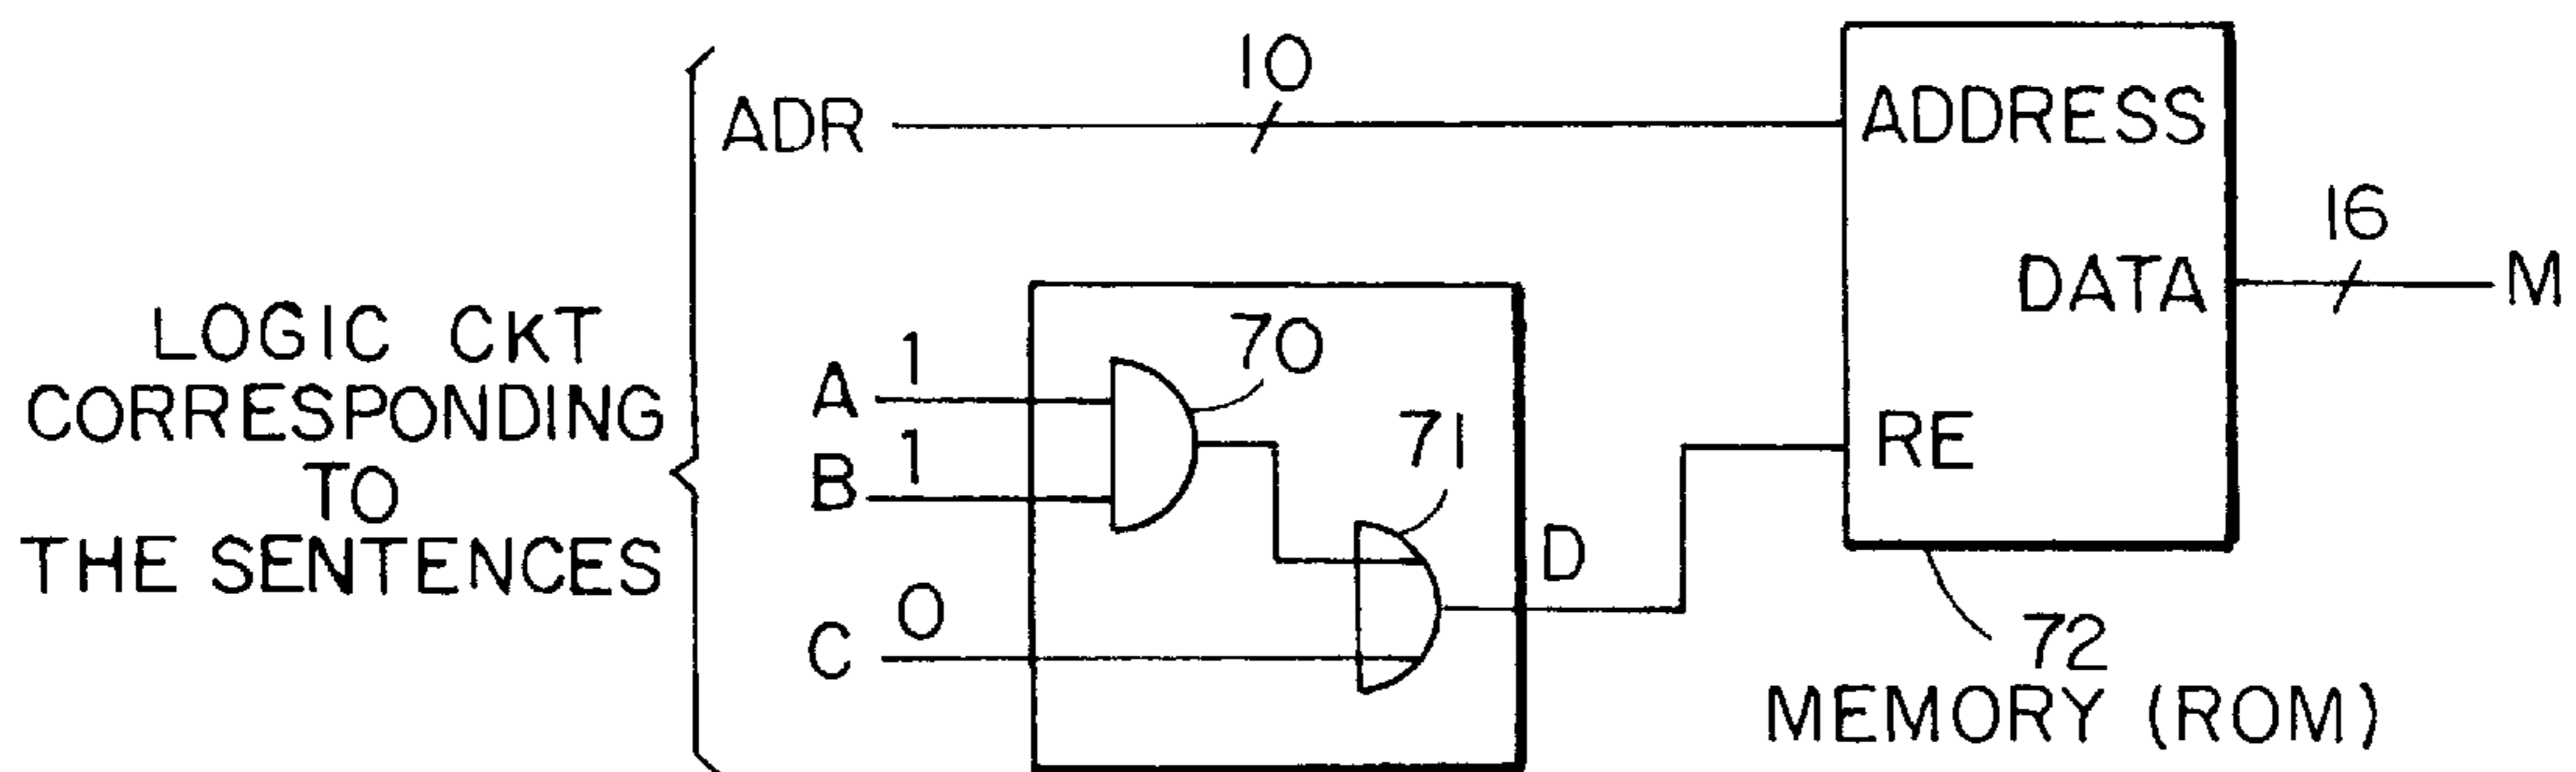 10
ADR
ADDRESS
16
DATA
M
LOGIC CKT
CORRESPONDING
TO
THE SENTENCES
A 1
B 1
C 0
70
71
D
RE
72
MEMORY (ROM)